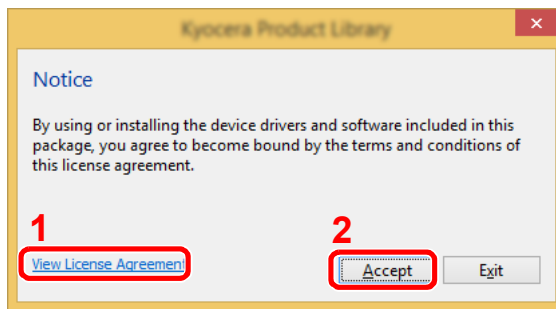 Kyocera Product Library
Notice
By using or installing the device drivers and software included in this
package, you agree to become bound by the terms and conditions of
this license agreement.
1
2
View License Agreement
Accept
Exit